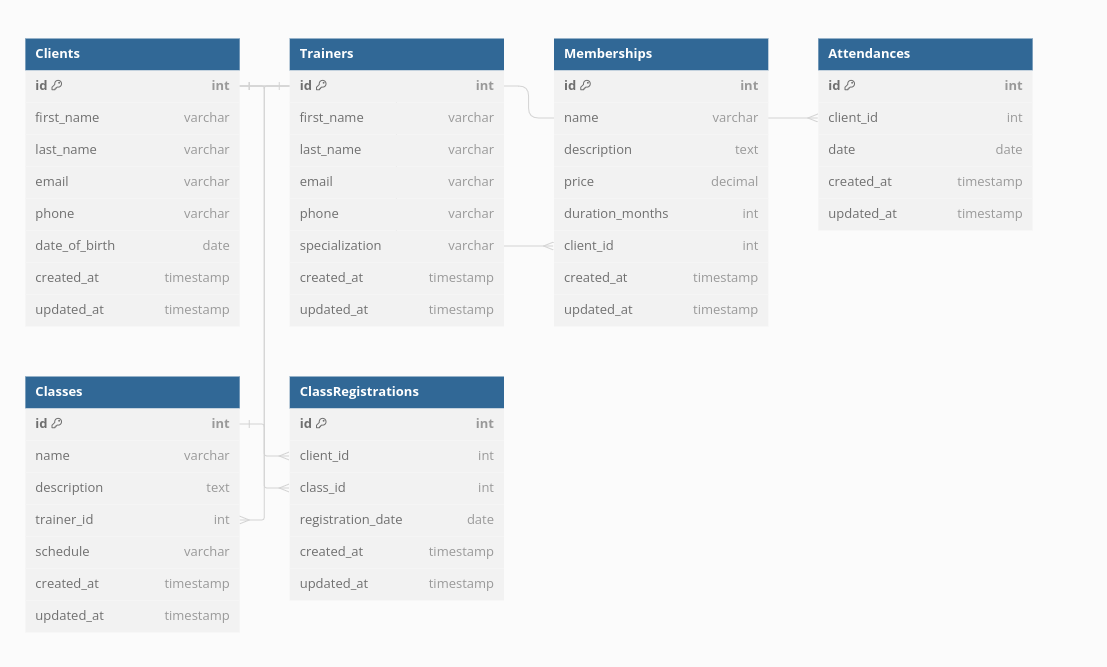 Clients
id int
first_name varchar
last_name varchar
email varchar
phone varchar
date_of_birth date
created_at timestamp
updated_at timestamp
Trainers
id int
first_name varchar
last_name varchar
email varchar
phone varchar
specialization varchar
created_at timestamp
updated_at timestamp
Memberships
id int
name varchar
description text
price decimal
duration_months int
client_id int
created_at timestamp
updated_at timestamp
Attendances
id int
client_id int
date date
created_at timestamp
updated_at timestamp
Classes
id int
name varchar
description text
trainer_id int
schedule varchar
created_at timestamp
updated_at timestamp
ClassRegistrations
id int
client_id int
class_id int
registration_date date
created_at timestamp
updated_at timestamp